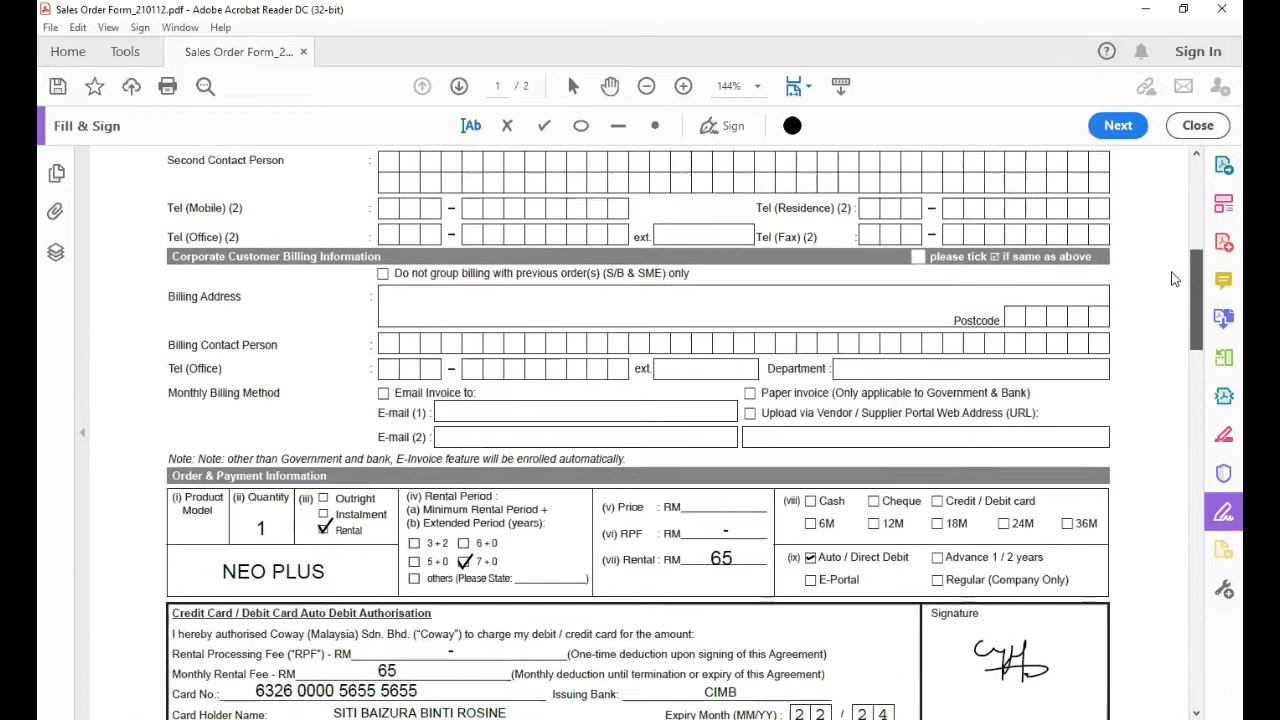 Sales Order Form_210112.pdf - Adobe Acrobat Reader DC (32-bit)
File Edit View Sign Window Help
Home Tools Sales Order Form_2... × Sign In
1 / 2 144%
Fill & Sign Ab Sign Next Close
Second Contact Person :
Tel (Mobile) (2) : – Tel (Residence) (2) : –
Tel (Office) (2) : – ext. Tel (Fax) (2) : –
Corporate Customer Billing Information please tick ☑ if same as above
Do not group billing with previous order(s) (S/B & SME) only
Billing Address :
Postcode
Billing Contact Person :
Tel (Office) : – ext. Department :
Monthly Billing Method Email Invoice to: Paper invoice (Only applicable to Government & Bank)
E-mail (1) : Upload via Vendor / Supplier Portal Web Address (URL):
E-mail (2) :
Note: Note: other than Government and bank, E-Invoice feature will be enrolled automatically.
Order & Payment Information
(i) Product Model
(ii) Quantity
1
(iii) Outright
Instalment
Rental
NEO PLUS
(iv) Rental Period :
(a) Minimum Rental Period +
(b) Extended Period (years):
3 + 2 6 + 0
5 + 0 7 + 0
others (Please State: )
(v) Price : RM
(vi) RPF : RM -
(vii) Rental : RM 65
(viii) Cash Cheque Credit / Debit card
6M 12M 18M 24M 36M
(ix) Auto / Direct Debit Advance 1 / 2 years
E-Portal Regular (Company Only)
Credit Card / Debit Card Auto Debit Authorisation Signature
I hereby authorised Coway (Malaysia) Sdn. Bhd. ("Coway") to charge my debit / credit card for the amount:
Rental Processing Fee ("RPF") - RM - (One-time deduction upon signing of this Agreement)
Monthly Rental Fee - RM 65 (Monthly deduction until termination or expiry of this Agreement)
Card No.: 6326 0000 5655 5655 Issuing Bank: CIMB
Card Holder Name: SITI BAIZURA BINTI ROSINE Expiry Month (MM/YY): 2 2 / 2 4